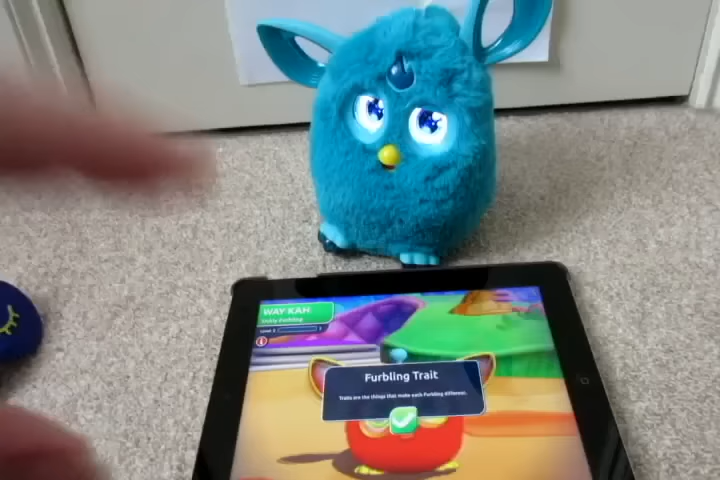 WAY KAH
Furbling Trait
Traits are the things that make each Furbling different.